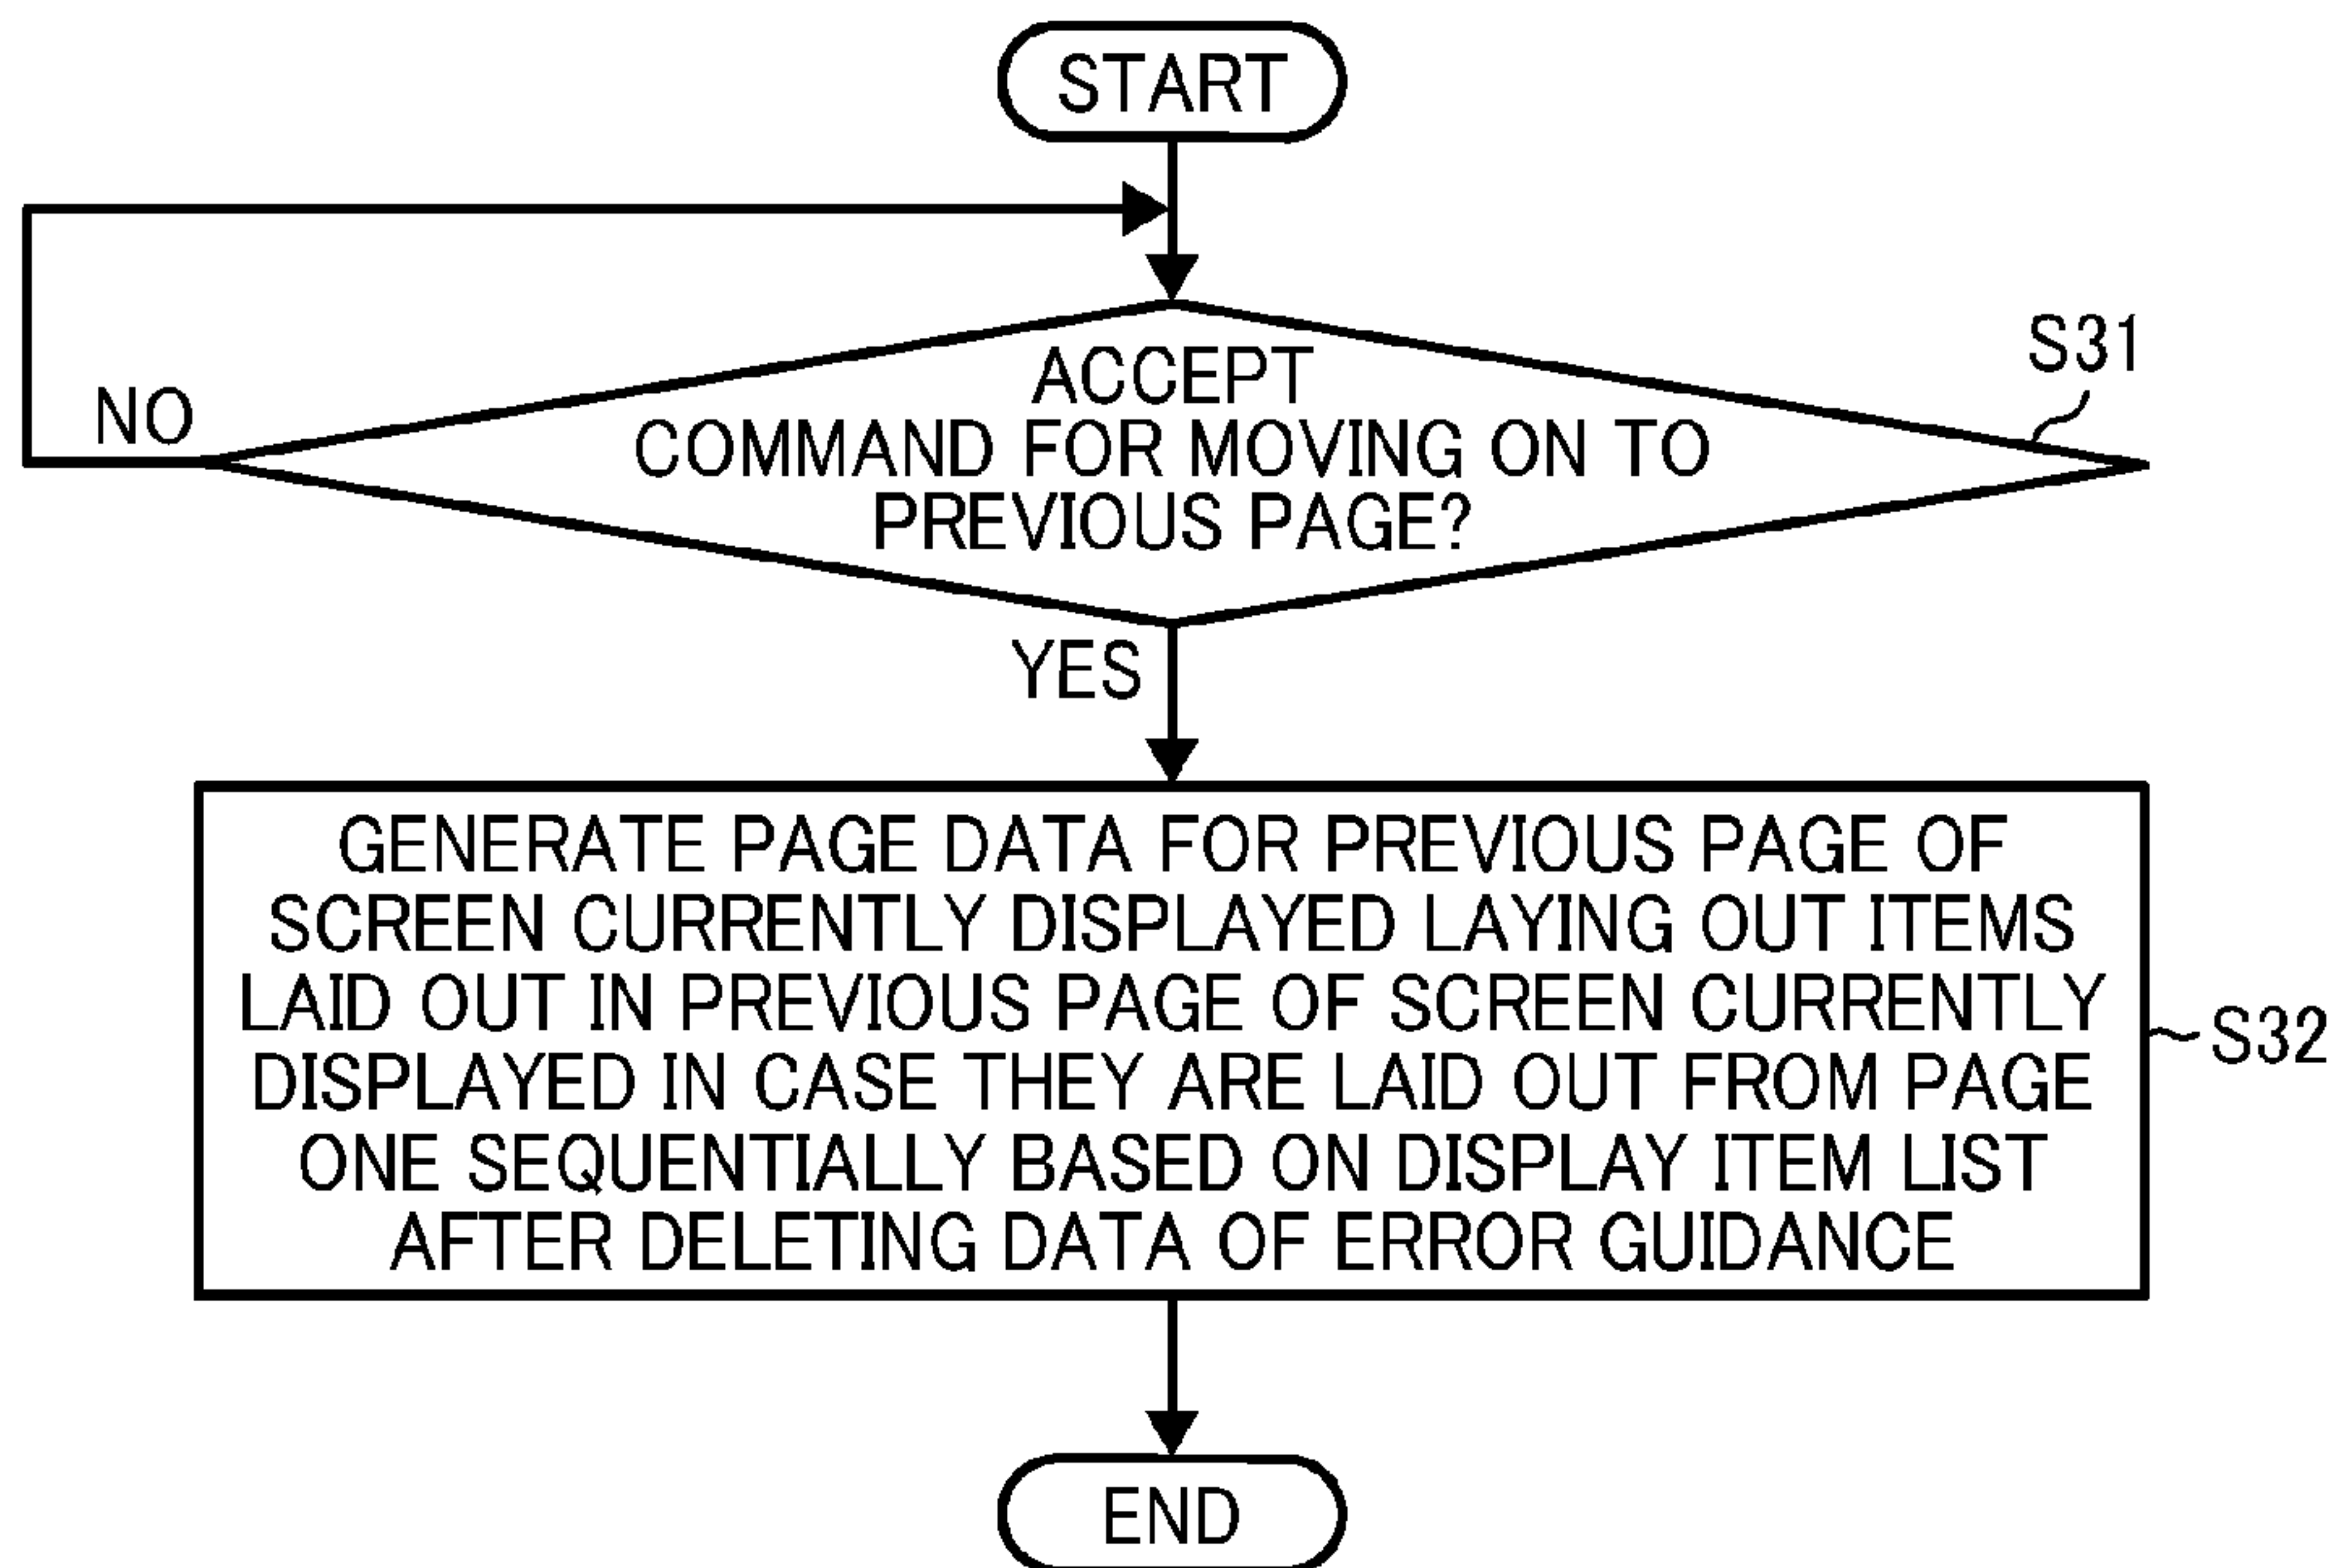 START
S31
ACCEPT
COMMAND FOR MOVING ON TO
PREVIOUS PAGE?
NO
YES
GENERATE PAGE DATA FOR PREVIOUS PAGE OF
SCREEN CURRENTLY DISPLAYED LAYING OUT ITEMS
LAID OUT IN PREVIOUS PAGE OF SCREEN CURRENTLY
DISPLAYED IN CASE THEY ARE LAID OUT FROM PAGE
ONE SEQUENTIALLY BASED ON DISPLAY ITEM LIST
AFTER DELETING DATA OF ERROR GUIDANCE
S32
END